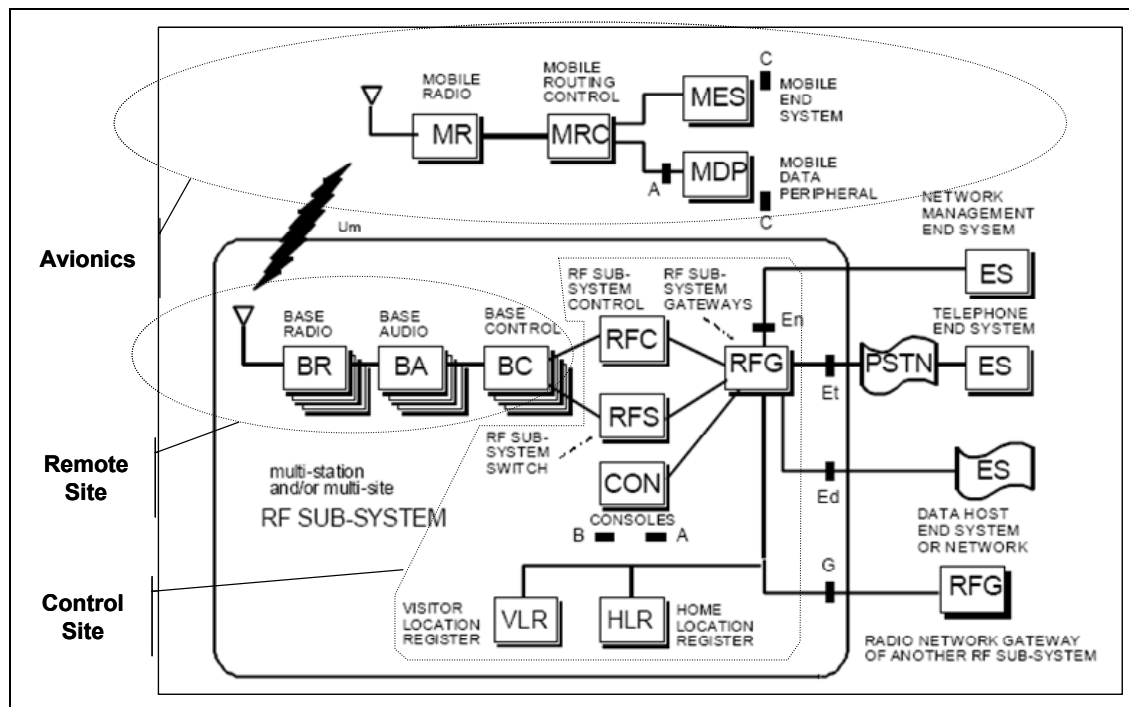 C
MOBILE
RADIO
MOBILE
ROUTING
CONTROL
MES
MOBILE
END
SYSTEM
MR
MRC
MDP
MOBILE
DATA
PERIPHERAL
A
C
NETWORK
MANAGEMENT
END SYSEM
Avionics
Um
ES
RF SUB-
SYSTEM
CONTROL
RF SUB-
SYSTEM
GATEWAYS
En
TELEPHONE
END SYSTEM
BASE
RADIO
BASE
AUDIO
BASE
CONTROL
RFC
BR
BA
BC
RFG
PSTN
ES
Et
RFS
RF SUB-
SYSTEM
SWITCH
Remote
Site
multi-station
and/or multi-site
RF SUB-SYSTEM
CON
CONSOLES
B
A
Ed
ES
DATA HOST
END SYSTEM
OR NETWORK
G
RFG
Control
Site
VISITOR
LOCATION
REGISTER
VLR
HLR
HOME
LOCATION
REGISTER
RADIO NETWORK GATEWAY
OF ANOTHER RF SUB-SYSTEM